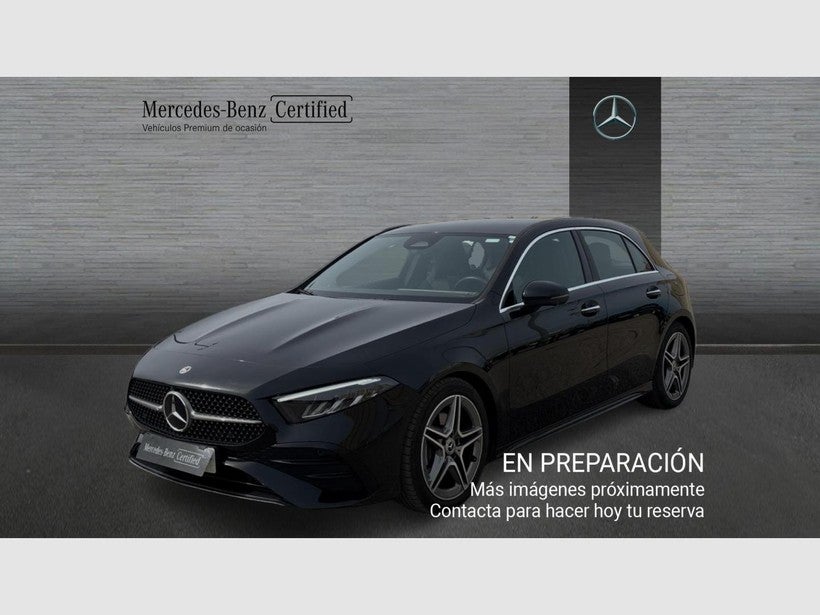 Mercedes-Benz Certified
Vehículos Premium de ocasión
Mercedes-Benz Certified
EN PREPARACIÓN
Más imágenes próximamente
Contacta para hacer hoy tu reserva